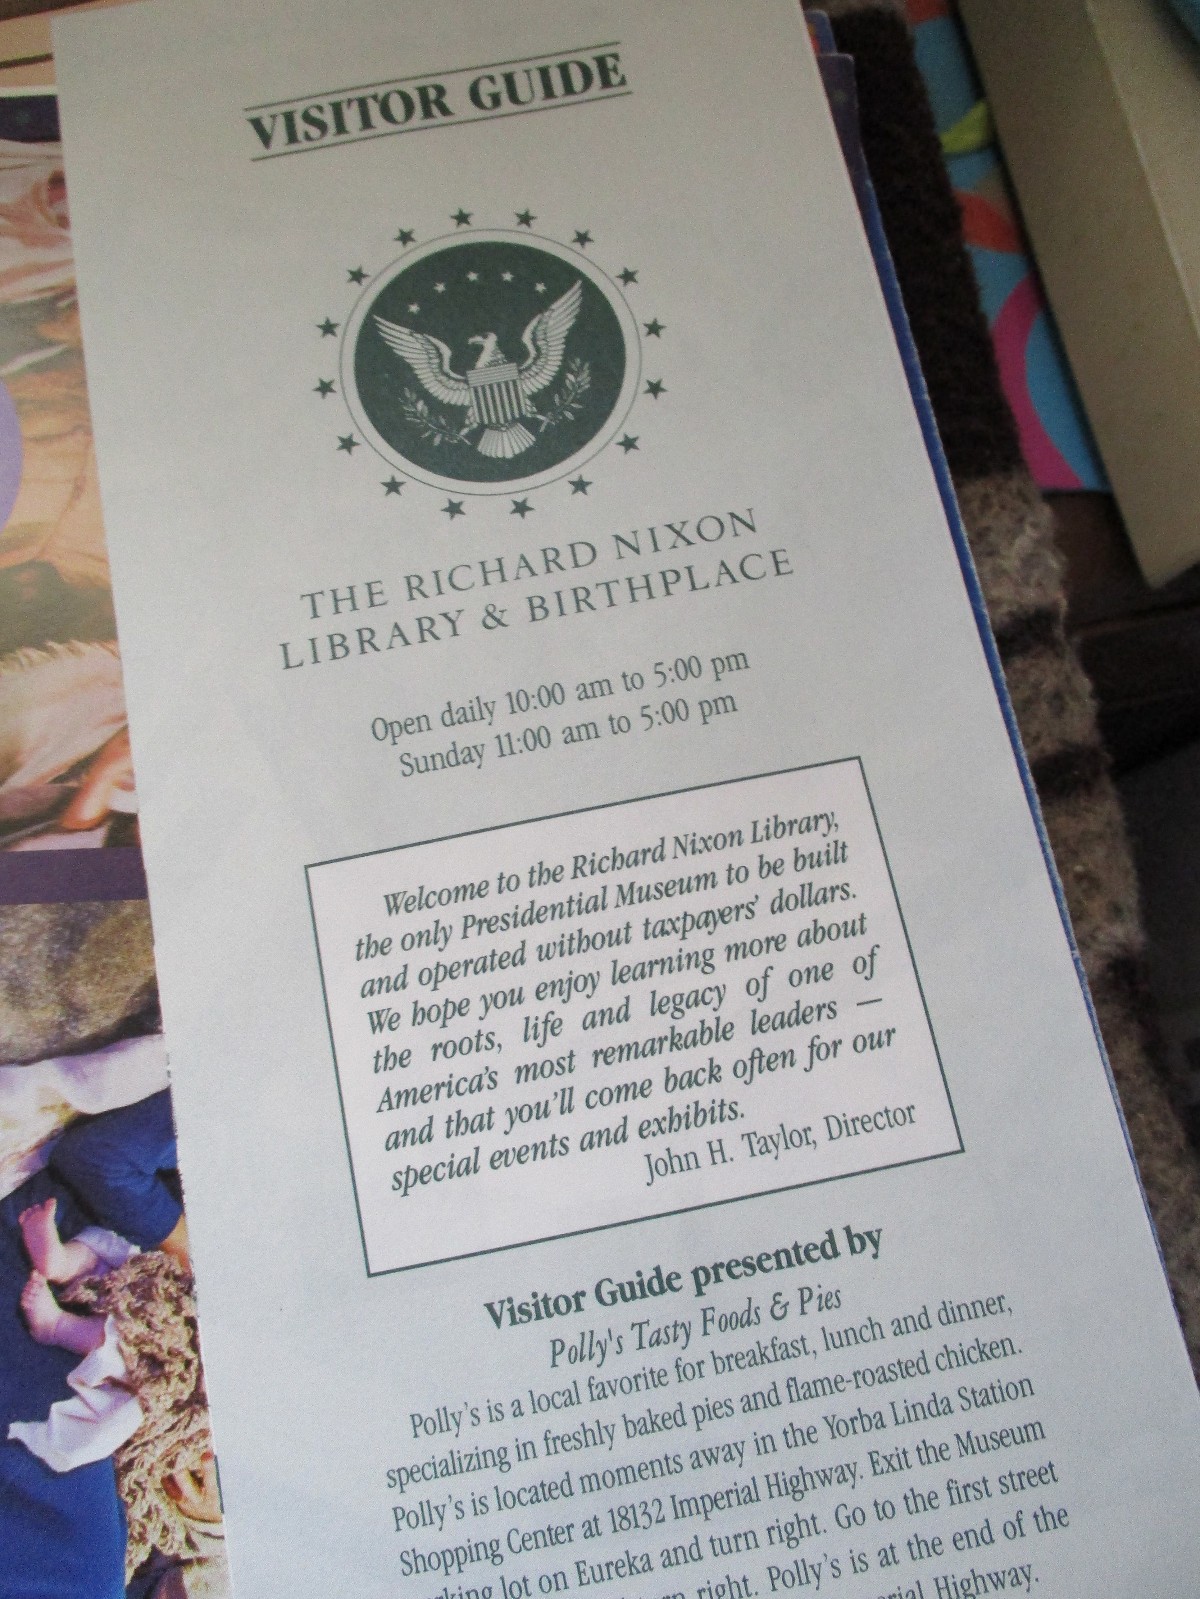 VISITOR GUIDE
THE RICHARD NIXON
LIBRARY & BIRTHPLACE
Open daily 10:00 am to 5:00 pm
Sunday 11:00 am to 5:00 pm
Welcome to the Richard Nixon Library,
the only Presidential Museum to be built
and operated without taxpayers' dollars.
We hope you enjoy learning more about
the roots, life and legacy of one of
America's most remarkable leaders —
and that you'll come back often for our
special events and exhibits.
John H. Taylor, Director
Visitor Guide presented by
Polly's Tasty Foods & Pies
Polly's is a local favorite for breakfast, lunch and dinner,
specializing in freshly baked pies and flame-roasted chicken.
Polly's is located moments away in the Yorba Linda Station
Shopping Center at 18132 Imperial Highway. Exit the Museum
lot on Eureka and turn right. Go to the first street
right. Polly's is at the end of the
Highway.